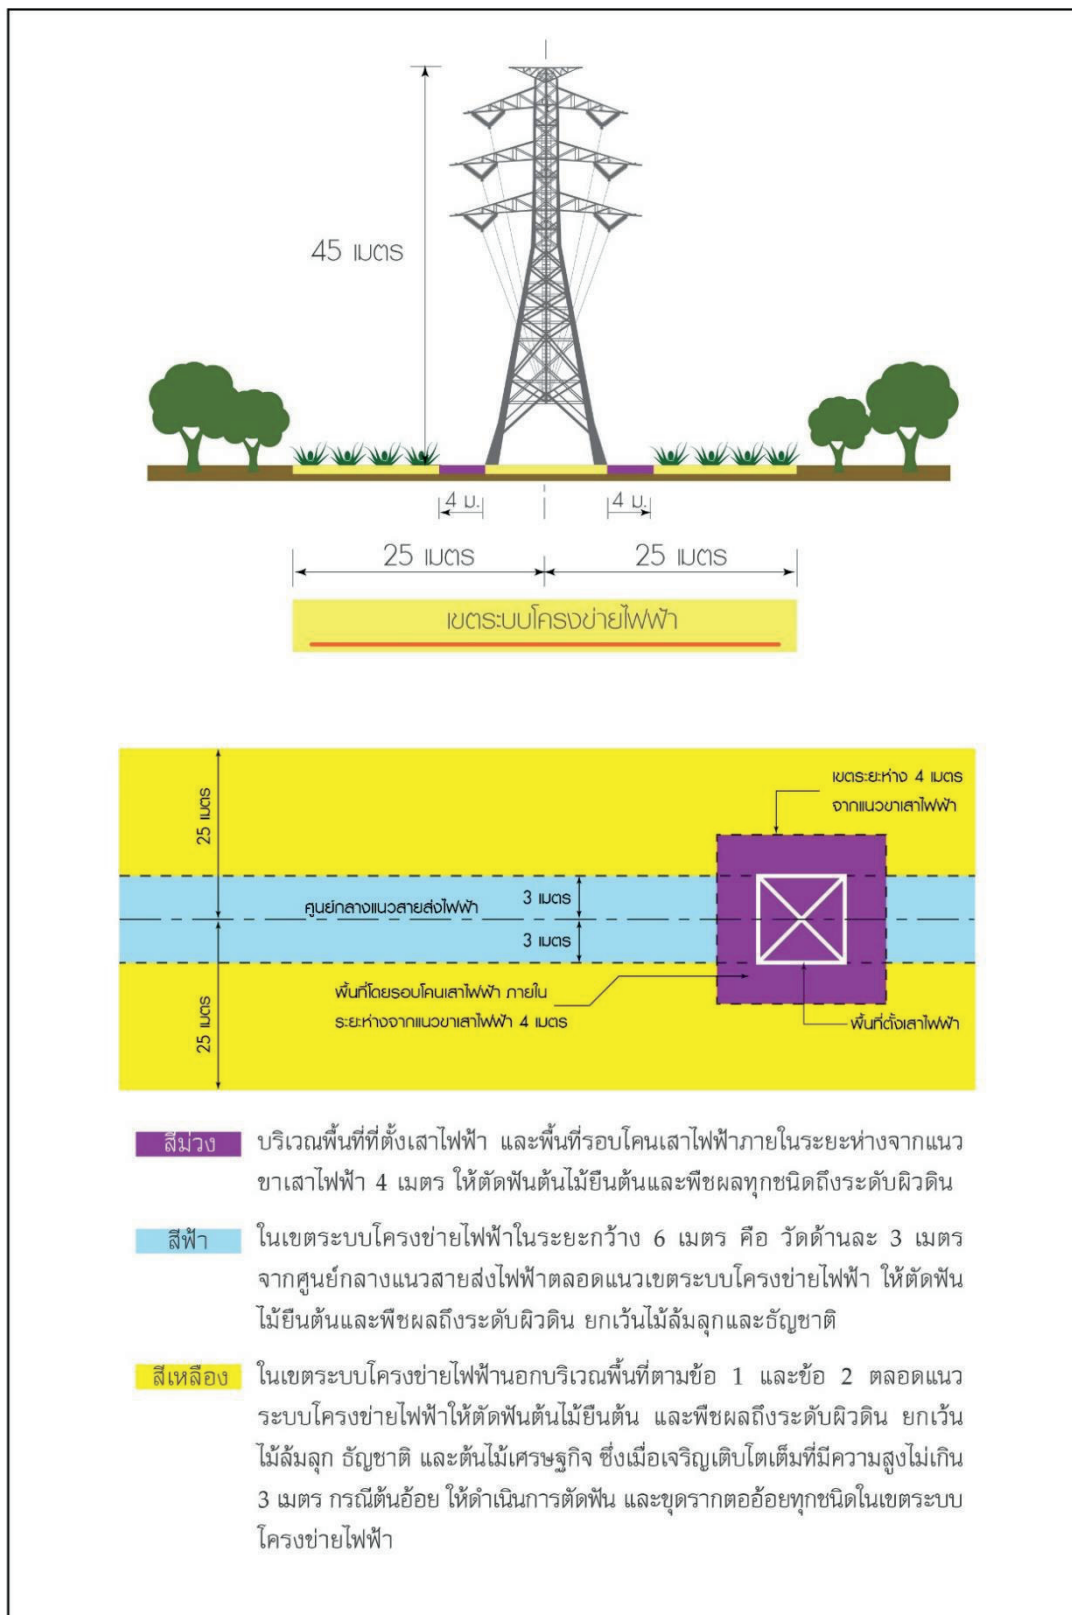 45 เมตร
4 ม.
4 ม.
25 เมตร
25 เมตร
เขตระบบโครงข่ายไฟฟ้า
25 เมตร
25 เมตร
เขตระยะห่าง 4 เมตร
จากแนวขาเสาไฟฟ้า
ศูนย์กลางแนวสายส่งไฟฟ้า
3 เมตร
3 เมตร
พื้นที่โดยรอบโคนเสาไฟฟ้า ภายใน
ระยะห่างจากแนวขาเสาไฟฟ้า 4 เมตร
พื้นที่ตั้งเสาไฟฟ้า
สีม่วง บริเวณพื้นที่ที่ตั้งเสาไฟฟ้า และพื้นที่รอบโคนเสาไฟฟ้าภายในระยะห่างจากแนว
ขาเสาไฟฟ้า 4 เมตร ให้ตัดฟันต้นไม้ยืนต้นและพืชผลทุกชนิดถึงระดับผิวดิน
สีฟ้า ในเขตระบบโครงข่ายไฟฟ้าในระยะกว้าง 6 เมตร คือ วัดด้านละ 3 เมตร
จากศูนย์กลางแนวสายส่งไฟฟ้าตลอดแนวเขตระบบโครงข่ายไฟฟ้า ให้ตัดฟัน
ไม้ยืนต้นและพืชผลถึงระดับผิวดิน ยกเว้นไม้ล้มลุกและธัญชาติ
สีเหลือง ในเขตระบบโครงข่ายไฟฟ้านอกบริเวณพื้นที่ตามข้อ 1 และข้อ 2 ตลอดแนว
ระบบโครงข่ายไฟฟ้าให้ตัดฟันต้นไม้ยืนต้น และพืชผลถึงระดับผิวดิน ยกเว้น
ไม้ล้มลุก ธัญชาติ และต้นไม้เศรษฐกิจ ซึ่งเมื่อเจริญเติบโตเต็มที่มีความสูงไม่เกิน
3 เมตร กรณีต้นอ้อย ให้ดำเนินการตัดฟัน และขุดรากตออ้อยทุกชนิดในเขตระบบ
โครงข่ายไฟฟ้า